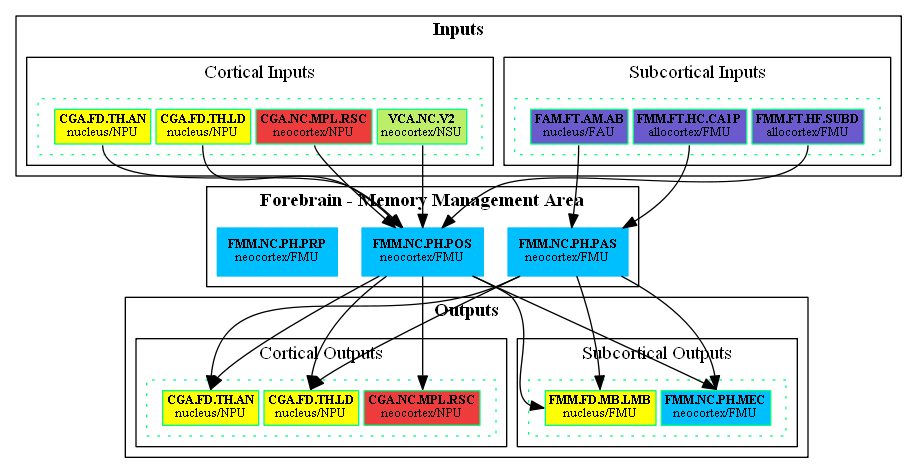 Inputs
Cortical Inputs
Subcortical Inputs
CGA.FD.TH.AN
nucleus/NPU
CGA.FD.TH.LD
nucleus/NPU
CGA.NC.MPL.RSC
neocortex/NPU
VCA.NC.V2
neocortex/NSU
FAM.FT.AM.AB
nucleus/FAU
FMM.FT.HC.CA1P
allocortex/FMU
FMM.FT.HF.SUBD
allocortex/FMU
Forebrain - Memory Management Area
FMM.NC.PH.PRP
neocortex/FMU
FMM.NC.PH.POS
neocortex/FMU
FMM.NC.PH.PAS
neocortex/FMU
Outputs
Cortical Outputs
Subcortical Outputs
CGA.FD.TH.AN
nucleus/NPU
CGA.FD.TH.LD
nucleus/NPU
CGA.NC.MPL.RSC
neocortex/NPU
FMM.FD.MB.LMB
nucleus/FMU
FMM.NC.PH.MEC
neocortex/FMU